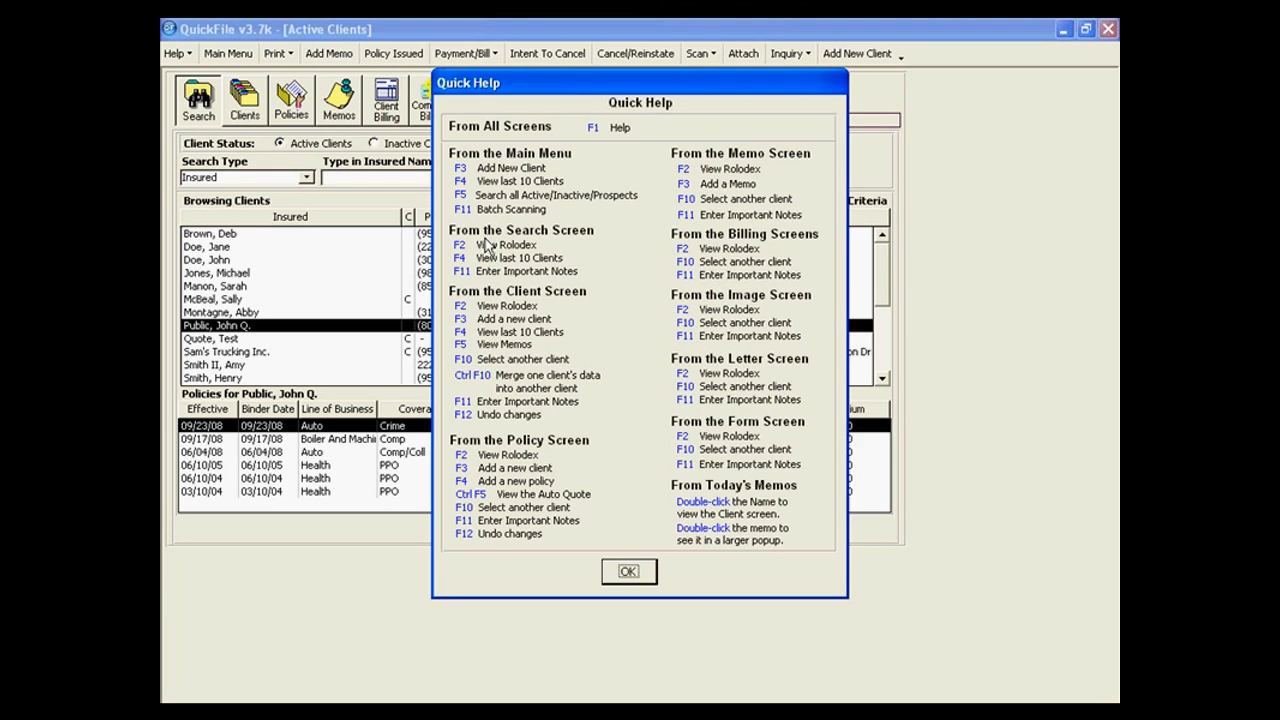 QuickFile v3.7k - [Active Clients]
Help Main Menu Print Add Memo Policy Issued Payment/Bill Intent To Cancel Cancel/Reinstate Scan Attach Inquiry Add New Client
Search Clients Policies Memos Client Billing
Client Status: Active Clients
Search Type Type in Insured
Insured
Browsing Clients Criteria
Insured C
Brown, Deb (95
Doe, Jane (22
Doe, John (30
Jones, Michael (95
Manon, Sarah (80
McBeal, Sally C
Montagne, Abby (31
Public, John Q. (80
Quote, Test C -
Sam's Trucking Inc. C (95 on Dr
Smith II, Amy 222
Smith, Henry (95
Policies for Public, John Q.
Effective Binder Date Line of Business
09/23/08 09/23/08 Auto Crime
09/17/08 09/17/08 Boiler And Comp
06/04/08 06/04/08 Auto Comp/Coll
06/10/05 06/10/05 Health PPO
06/10/04 06/10/04 Health PPO
03/10/04 03/10/04 Health PPO
Quick Help
Quick Help
From All Screens F1 Help
From the Main Menu
F3 Add New Client
F4 View last 10 Clients
F5 Search all Active/Inactive/Prospects
F11 Batch Scanning
From the Search Screen
F2 View Rolodex
F4 View last 10 Clients
F11 Enter Important Notes
From the Client Screen
F2 View Rolodex
F3 Add a new client
F4 View last 10 Clients
F5 View Memos
F10 Select another client
Ctrl F10 Merge one client's data
into another client
F11 Enter Important Notes
F12 Undo changes
From the Policy Screen
F2 View Rolodex
F3 Add a new client
F4 Add a new policy
Ctrl F5 View the Auto Quote
F10 Select another client
F11 Enter Important Notes
F12 Undo changes
From the Memo Screen
F2 View Rolodex
F3 Add a Memo
F10 Select another client
F11 Enter Important Notes
From the Billing Screens
F2 View Rolodex
F10 Select another client
F11 Enter Important Notes
From the Image Screen
F2 View Rolodex
F10 Select another client
F11 Enter Important Notes
From the Letter Screen
F2 View Rolodex
F10 Select another client
F11 Enter Important Notes
From the Form Screen
F2 View Rolodex
F10 Select another client
F11 Enter Important Notes
From Today's Memos
Double-click the Name to
view the Client screen.
Double-click the memo to
see it in a larger popup.
OK